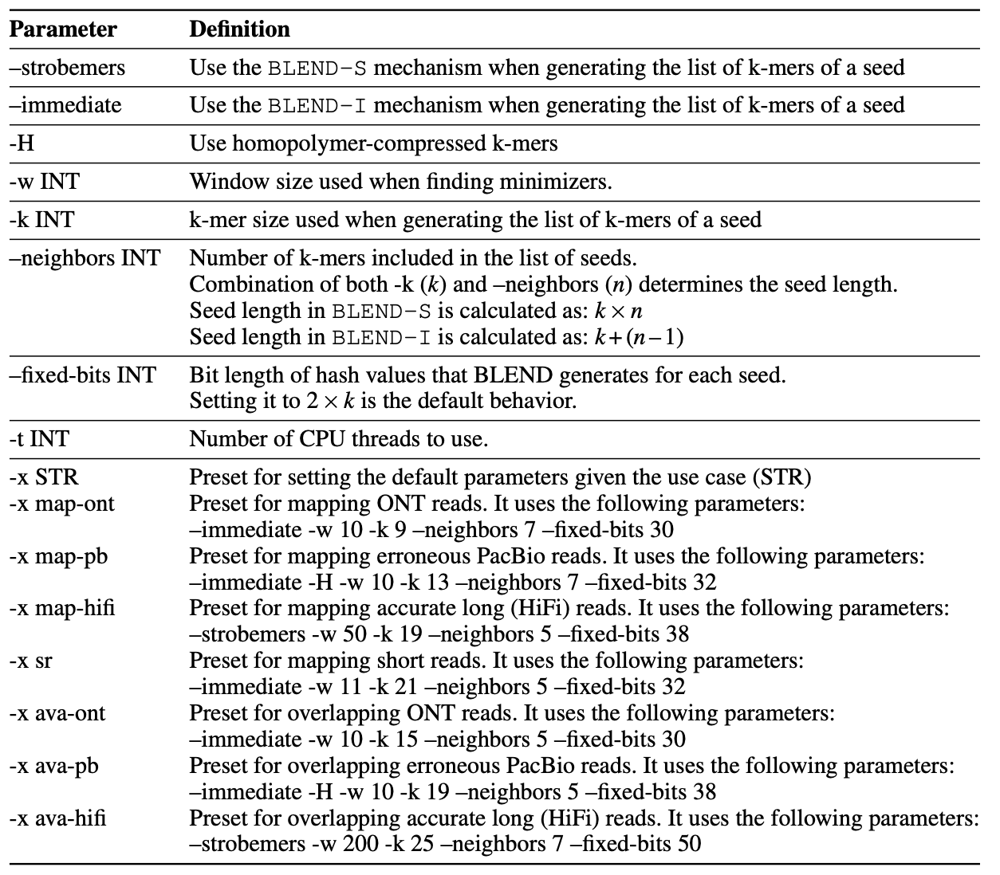 Parameter Definition
–strobemers Use the BLEND-S mechanism when generating the list of k-mers of a seed
–immediate Use the BLEND-I mechanism when generating the list of k-mers of a seed
-H Use homopolymer-compressed k-mers
-w INT Window size used when finding minimizers.
-k INT k-mer size used when generating the list of k-mers of a seed
–neighbors INT Number of k-mers included in the list of seeds.
Combination of both -k (k) and –neighbors (n) determines the seed length.
Seed length in BLEND-S is calculated as: k × n
Seed length in BLEND-I is calculated as: k + (n – 1)
–fixed-bits INT Bit length of hash values that BLEND generates for each seed.
Setting it to 2 × k is the default behavior.
-t INT Number of CPU threads to use.
-x STR Preset for setting the default parameters given the use case (STR)
-x map-ont Preset for mapping ONT reads. It uses the following parameters:
–immediate -w 10 -k 9 –neighbors 7 –fixed-bits 30
-x map-pb Preset for mapping erroneous PacBio reads. It uses the following parameters:
–immediate -H -w 10 -k 13 –neighbors 7 –fixed-bits 32
-x map-hifi Preset for mapping accurate long (HiFi) reads. It uses the following parameters:
–strobemers -w 50 -k 19 –neighbors 5 –fixed-bits 38
-x sr Preset for mapping short reads. It uses the following parameters:
–immediate -w 11 -k 21 –neighbors 5 –fixed-bits 32
-x ava-ont Preset for overlapping ONT reads. It uses the following parameters:
–immediate -w 10 -k 15 –neighbors 5 –fixed-bits 30
-x ava-pb Preset for overlapping erroneous PacBio reads. It uses the following parameters:
–immediate -H -w 10 -k 19 –neighbors 5 –fixed-bits 38
-x ava-hifi Preset for overlapping accurate long (HiFi) reads. It uses the following parameters:
–strobemers -w 200 -k 25 –neighbors 7 –fixed-bits 50